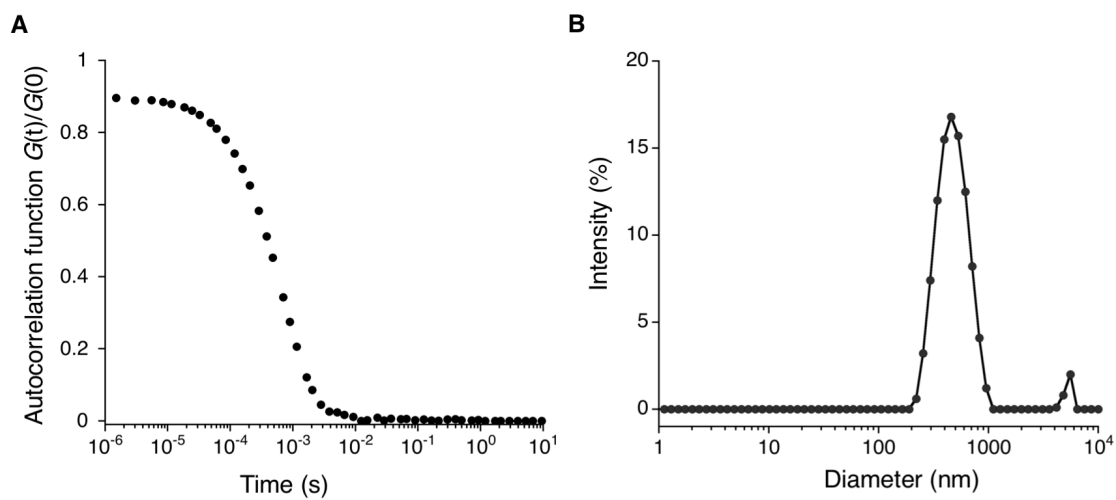 A
Autocorrelation function G(t)/G(0)
1
0.8
0.6
0.4
0.2
0
10⁻⁶ 10⁻⁵ 10⁻⁴ 10⁻³ 10⁻² 10⁻¹ 10⁰ 10¹
Time (s)
B
Intensity (%)
20
15
10
5
0
1 10 100 1000 10⁴
Diameter (nm)